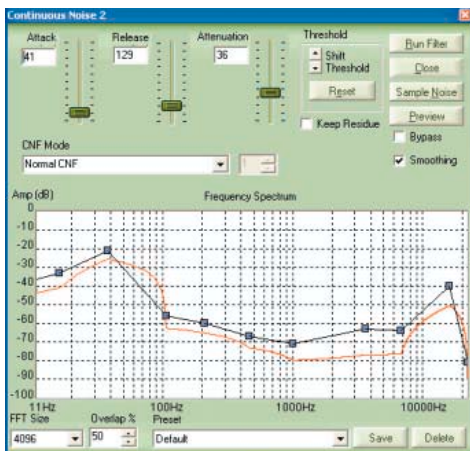 Continuous Noise 2
Attack
41
Release
129
Attenuation
36
Threshold
Shift
Threshold
Reset
Keep Residue
Run Filter
Close
Sample Noise
Preview
Bypass
Smoothing
CNF Mode
Normal CNF
1
Amp (dB)
Frequency Spectrum
0
-10
-20
-30
-40
-50
-60
-70
-80
-90
-100
11Hz
100Hz
1000Hz
10000Hz
FFT Size
4096
Overlap %
50
Preset
Default
Save
Delete